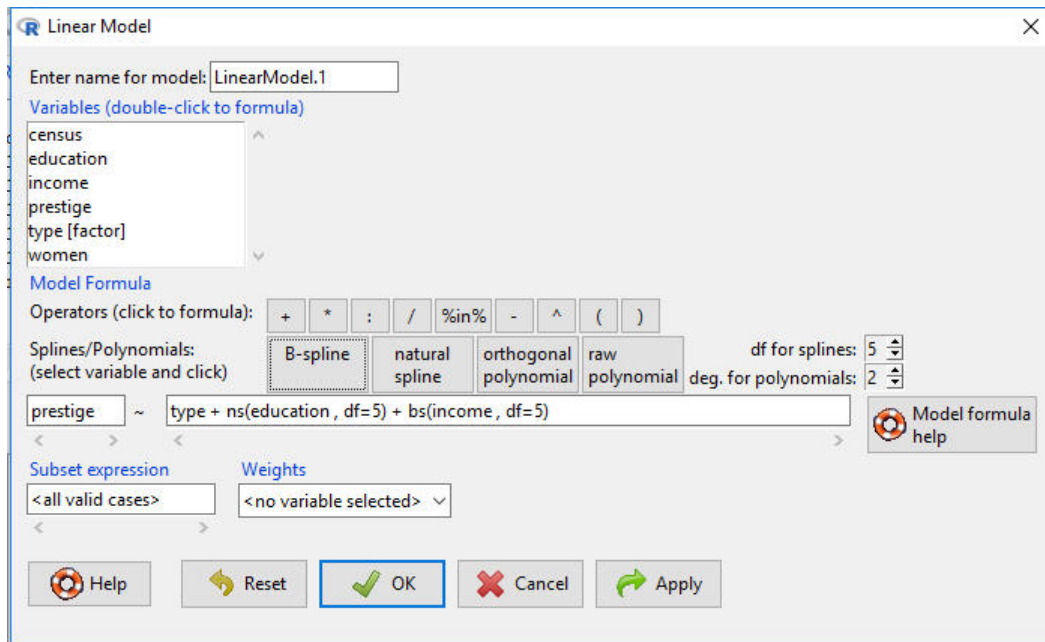 Linear Model
Enter name for model: LinearModel.1
Variables (double-click to formula)
census
education
income
prestige
type [factor]
women
Model Formula
Operators (click to formula): + * : / %in% - ^ ( )
Splines/Polynomials:
(select variable and click)
B-spline
natural
spline
orthogonal
polynomial
raw
polynomial
df for splines: 5
deg. for polynomials: 2
prestige ~ type + ns(education , df=5) + bs(income , df=5)
Model formula
help
Subset expression
Weights
<all valid cases>
<no variable selected>
Help
Reset
OK
Cancel
Apply